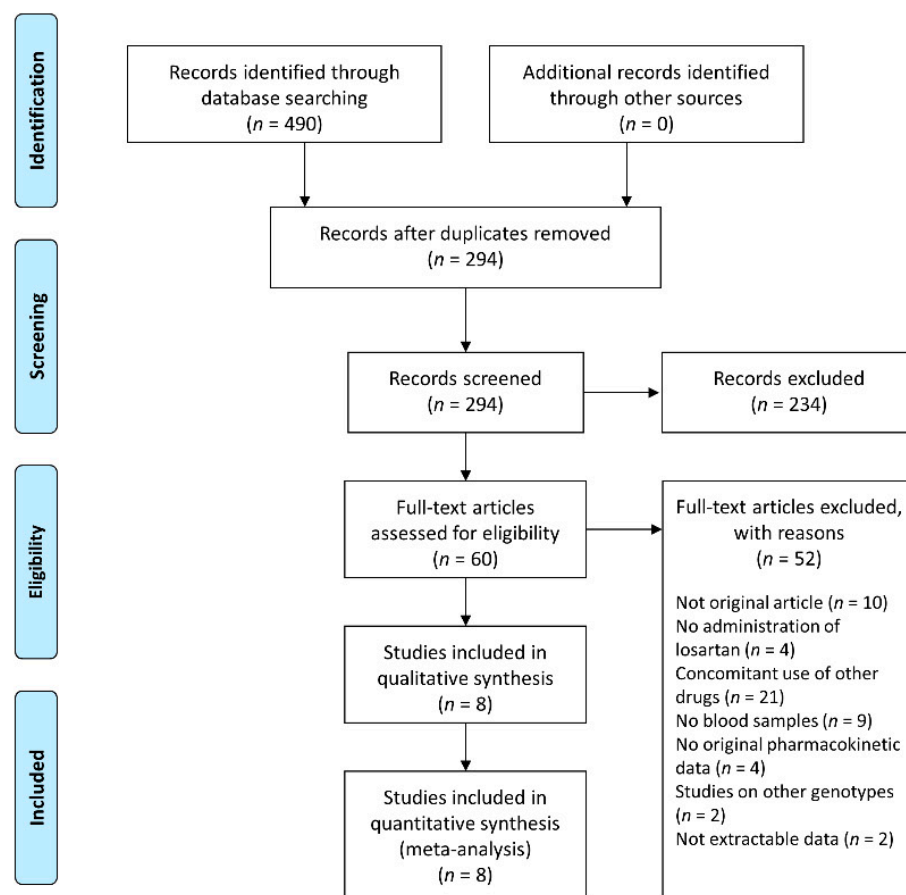 Identification
Records identified through
database searching
(n = 490)
Additional records identified
through other sources
(n = 0)
Records after duplicates removed
(n = 294)
Screening
Records screened
(n = 294)
Records excluded
(n = 234)
Eligibility
Full-text articles
assessed for eligibility
(n = 60)
Full-text articles excluded,
with reasons
(n = 52)
Not original article (n = 10)
No administration of
losartan (n = 4)
Concomitant use of other
drugs (n = 21)
No blood samples (n = 9)
No original pharmacokinetic
data (n = 4)
Studies on other genotypes
(n = 2)
Not extractable data (n = 2)
Studies included in
qualitative synthesis
(n = 8)
Included
Studies included in
quantitative synthesis
(meta-analysis)
(n = 8)